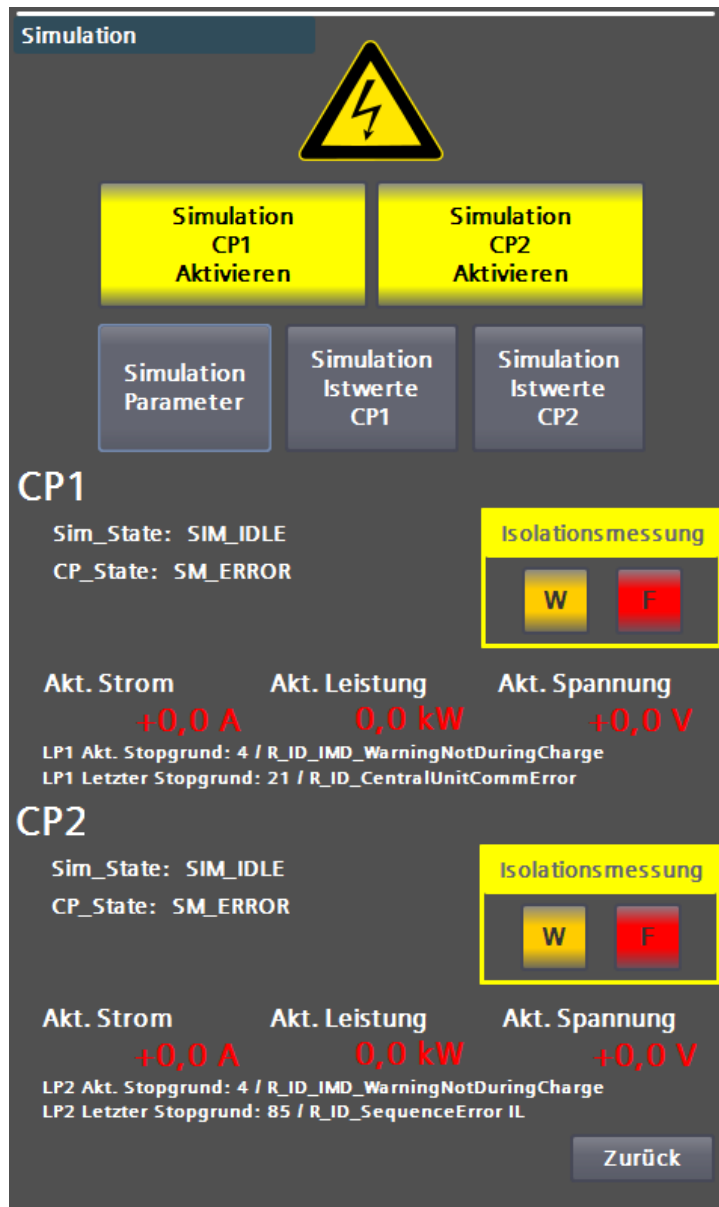 Simulation
Simulation
CP1
Aktivieren
Simulation
CP2
Aktivieren
Simulation
Parameter
Simulation
Istwerte
CP1
Simulation
Istwerte
CP2
CP1
Sim_State: SIM_IDLE
CP_State: SM_ERROR
Isolationsmessung
W F
Akt. Strom Akt. Leistung Akt. Spannung
+0,0 A 0,0 kW +0,0 V
LP1 Akt. Stopgrund: 4 / R_ID_IMD_WarningNotDuringCharge
LP1 Letzter Stopgrund: 21 / R_ID_CentralUnitCommError
CP2
Sim_State: SIM_IDLE
CP_State: SM_ERROR
Isolationsmessung
W F
Akt. Strom Akt. Leistung Akt. Spannung
+0,0 A 0,0 kW +0,0 V
LP2 Akt. Stopgrund: 4 / R_ID_IMD_WarningNotDuringCharge
LP2 Letzter Stopgrund: 85 / R_ID_SequenceError IL
Zurück